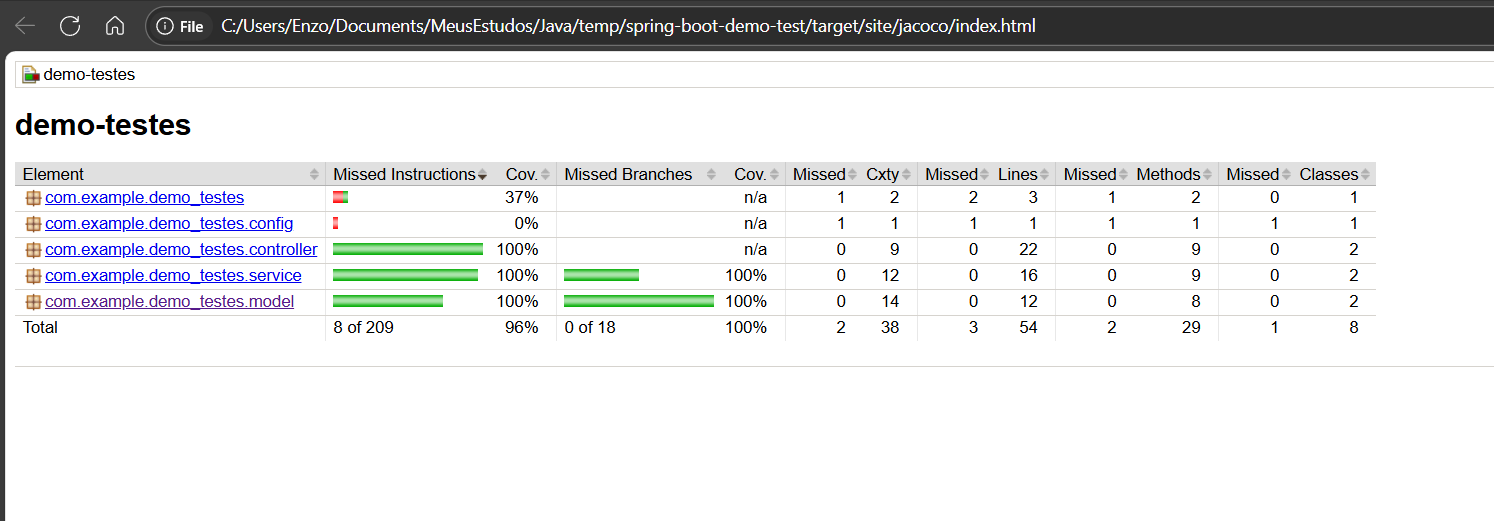 File C:/Users/Enzo/Documents/MeusEstudos/Java/temp/spring-boot-demo-test/target/site/jacoco/index.html
demo-testes
demo-testes
Element Missed Instructions Cov. Missed Branches Cov. Missed Cxty Missed Lines Missed Methods Missed Classes
com.example.demo_testes 37% n/a 1 2 2 3 1 2 0 1
com.example.demo_testes.config 0% n/a 1 1 1 1 1 1 1 1
com.example.demo_testes.controller 100% n/a 0 9 0 22 0 9 0 2
com.example.demo_testes.service 100% 100% 0 12 0 16 0 9 0 2
com.example.demo_testes.model 100% 100% 0 14 0 12 0 8 0 2
Total 8 of 209 96% 0 of 18 100% 2 38 3 54 2 29 1 8